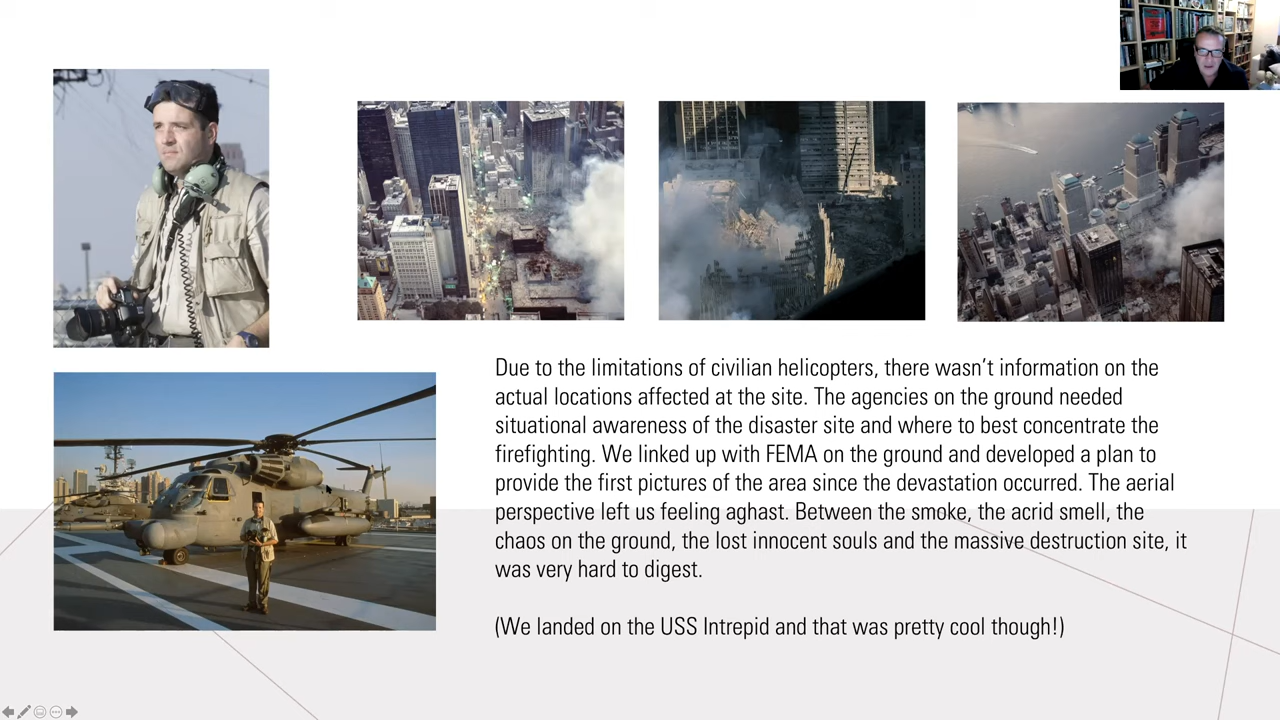 Due to the limitations of civilian helicopters, there wasn’t information on the
actual locations affected at the site. The agencies on the ground needed
situational awareness of the disaster site and where to best concentrate the
firefighting. We linked up with FEMA on the ground and developed a plan to
provide the first pictures of the area since the devastation occurred. The aerial
perspective left us feeling aghast. Between the smoke, the acrid smell, the
chaos on the ground, the lost innocent souls and the massive destruction site, it
was very hard to digest.
(We landed on the USS Intrepid and that was pretty cool though!)